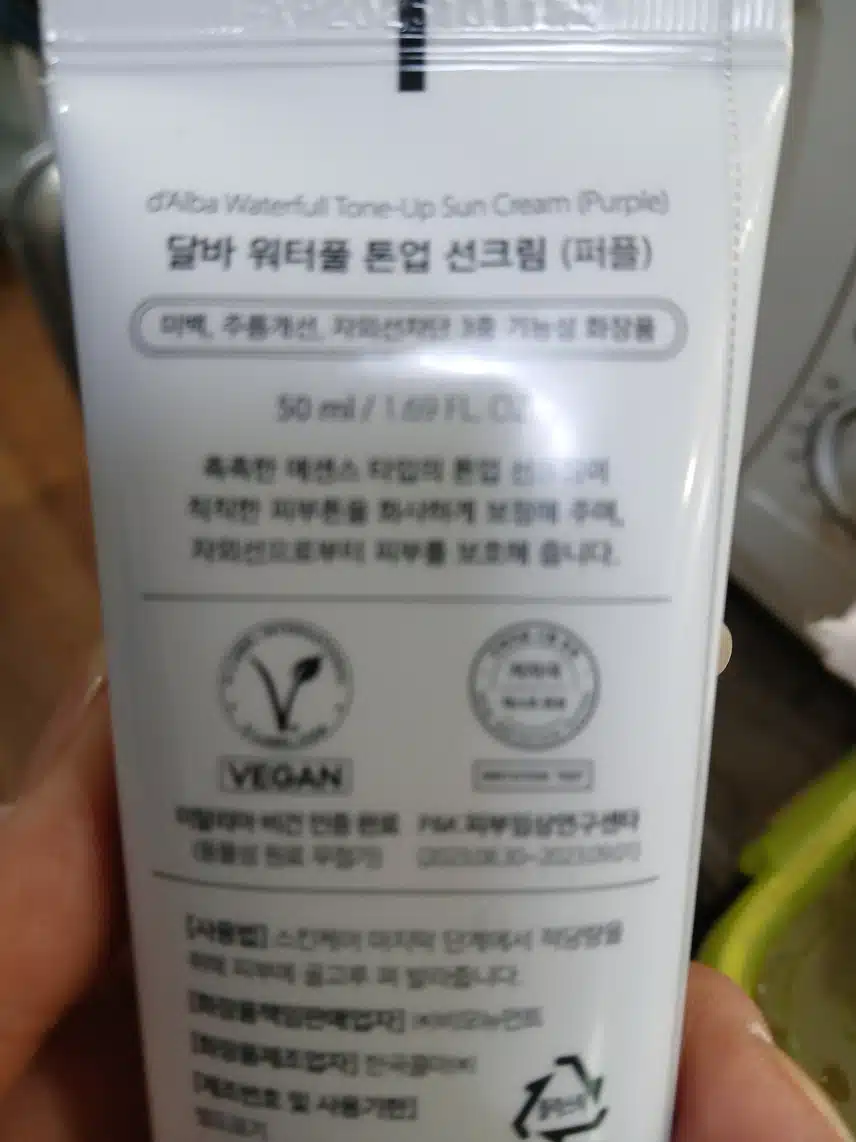 d'Alba Waterfull Tone-Up Sun Cream (Purple)
달바 워터풀 톤업 선크림 (퍼플)
미백, 주름개선, 자외선차단 3중 기능성 화장품
50 ml / 1.69 FL. OZ
촉촉한 에센스 타입의 톤업
칙칙한 피부톤을 화사하게 보정해 주며,
자외선으로부터 피부를 보호해 줍니다.
VEGAN
이탈리아 비건 인증 완료
(동물성 원료 무첨가)
피부임상연구센타
[사용법] 스킨케어 마지막 단계에서 적당량을
취해 피부에 골고루 펴 발라줍니다.
[화장품책임판매업자] ㈜비모뉴먼트
[화장품제조업자] 한국콜마㈜
[제조번호 및 사용기한]